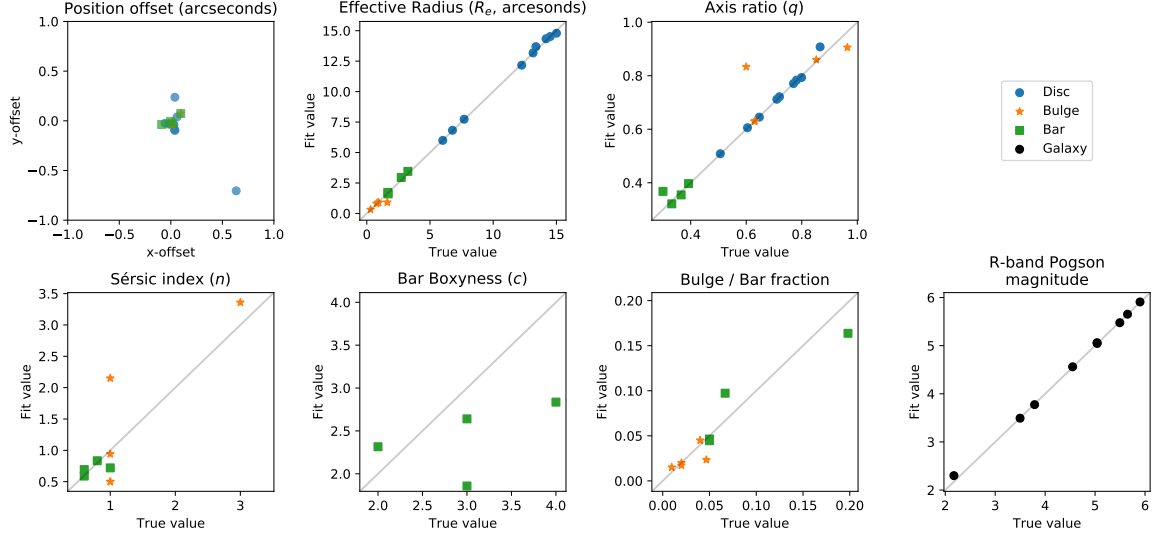 Position offset (arcseconds)
Effective Radius (Re, arcesonds)
Axis ratio (q)
1.0
0.5
0.0
−0.5
−1.0
y-offset
−1.0 −0.5 0.0 0.5 1.0
x-offset
15.0
12.5
10.0
7.5
5.0
2.5
0.0
Fit value
0 5 10 15
True value
1.0
0.8
0.6
0.4
Fit value
0.4 0.6 0.8 1.0
True value
Disc
Bulge
Bar
Galaxy
Sérsic index (n)
Bar Boxyness (c)
Bulge / Bar fraction
R-band Pogson
magnitude
3.5
3.0
2.5
2.0
1.5
1.0
0.5
Fit value
1 2 3
True value
4.0
3.5
3.0
2.5
2.0
Fit value
2.0 2.5 3.0 3.5 4.0
True value
0.20
0.15
0.10
0.05
0.00
Fit value
0.00 0.05 0.10 0.15 0.20
True value
6
5
4
3
2
Fit value
2 3 4 5 6
True value